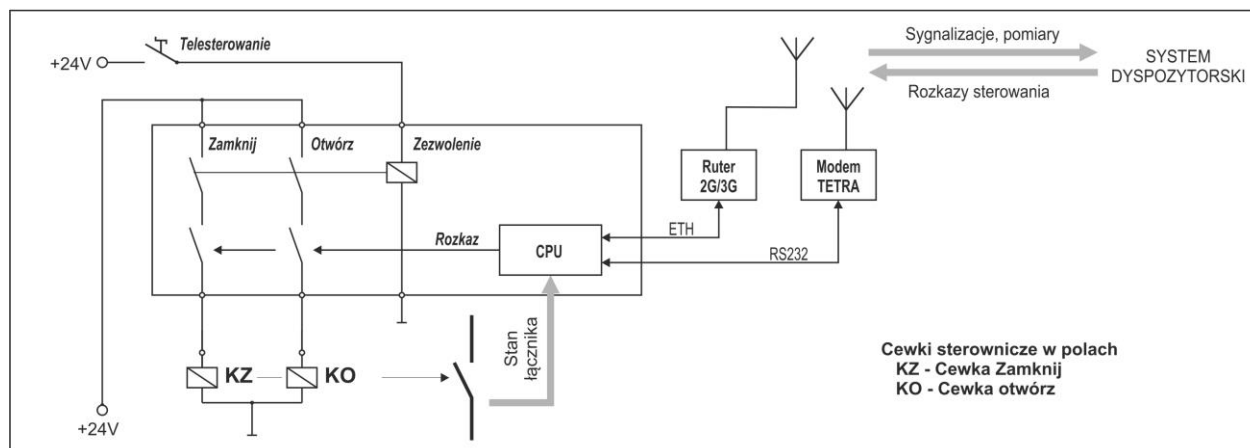 Telesterowanie
+24V
Sygnalizacje, pomiary
SYSTEM
DYSPOZYTORSKI
Rozkazy sterowania
Zamknij
Otwórz
Zezwolenie
Ruter
2G/3G
Modem
TETRA
Rozkaz
CPU
ETH
RS232
Stan
łącznika
KZ
KO
+24V
Cewki sterownicze w polach
KZ - Cewka Zamknij
KO - Cewka otwórz